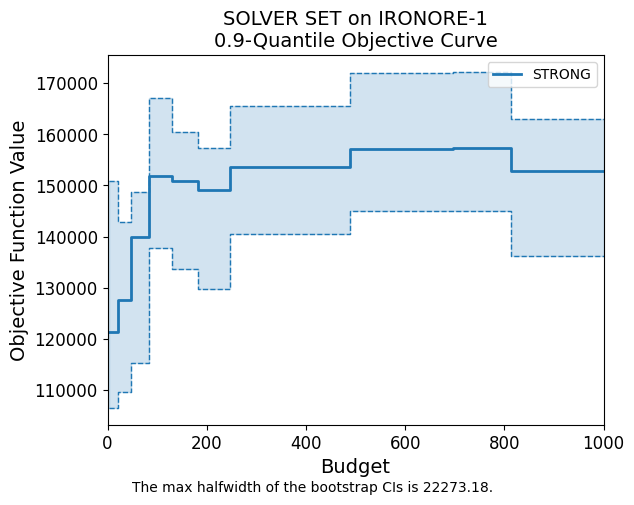 SOLVER SET on IRONORE-1
0.9-Quantile Objective Curve
STRONG
Objective Function Value
170000
160000
150000
140000
130000
120000
110000
0 200 400 600 800 1000
Budget
The max halfwidth of the bootstrap CIs is 22273.18.